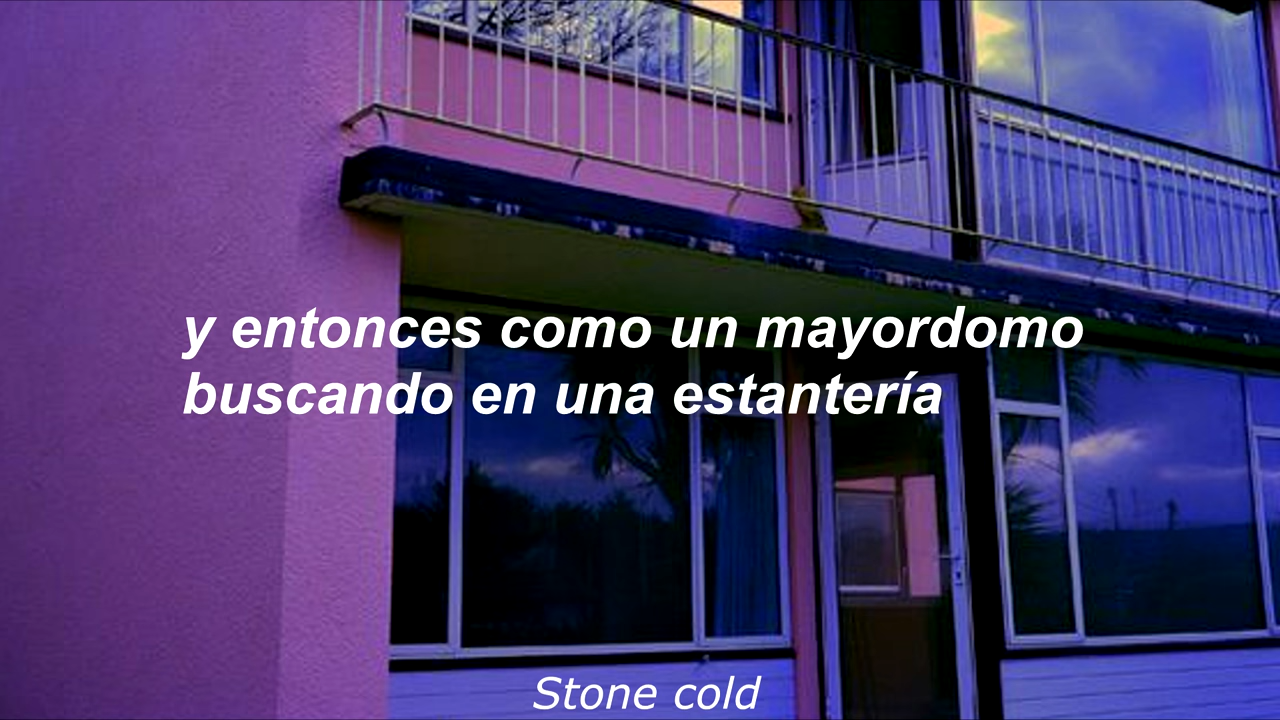 y entonces como un mayordomo
buscando en una estantería
Stone cold